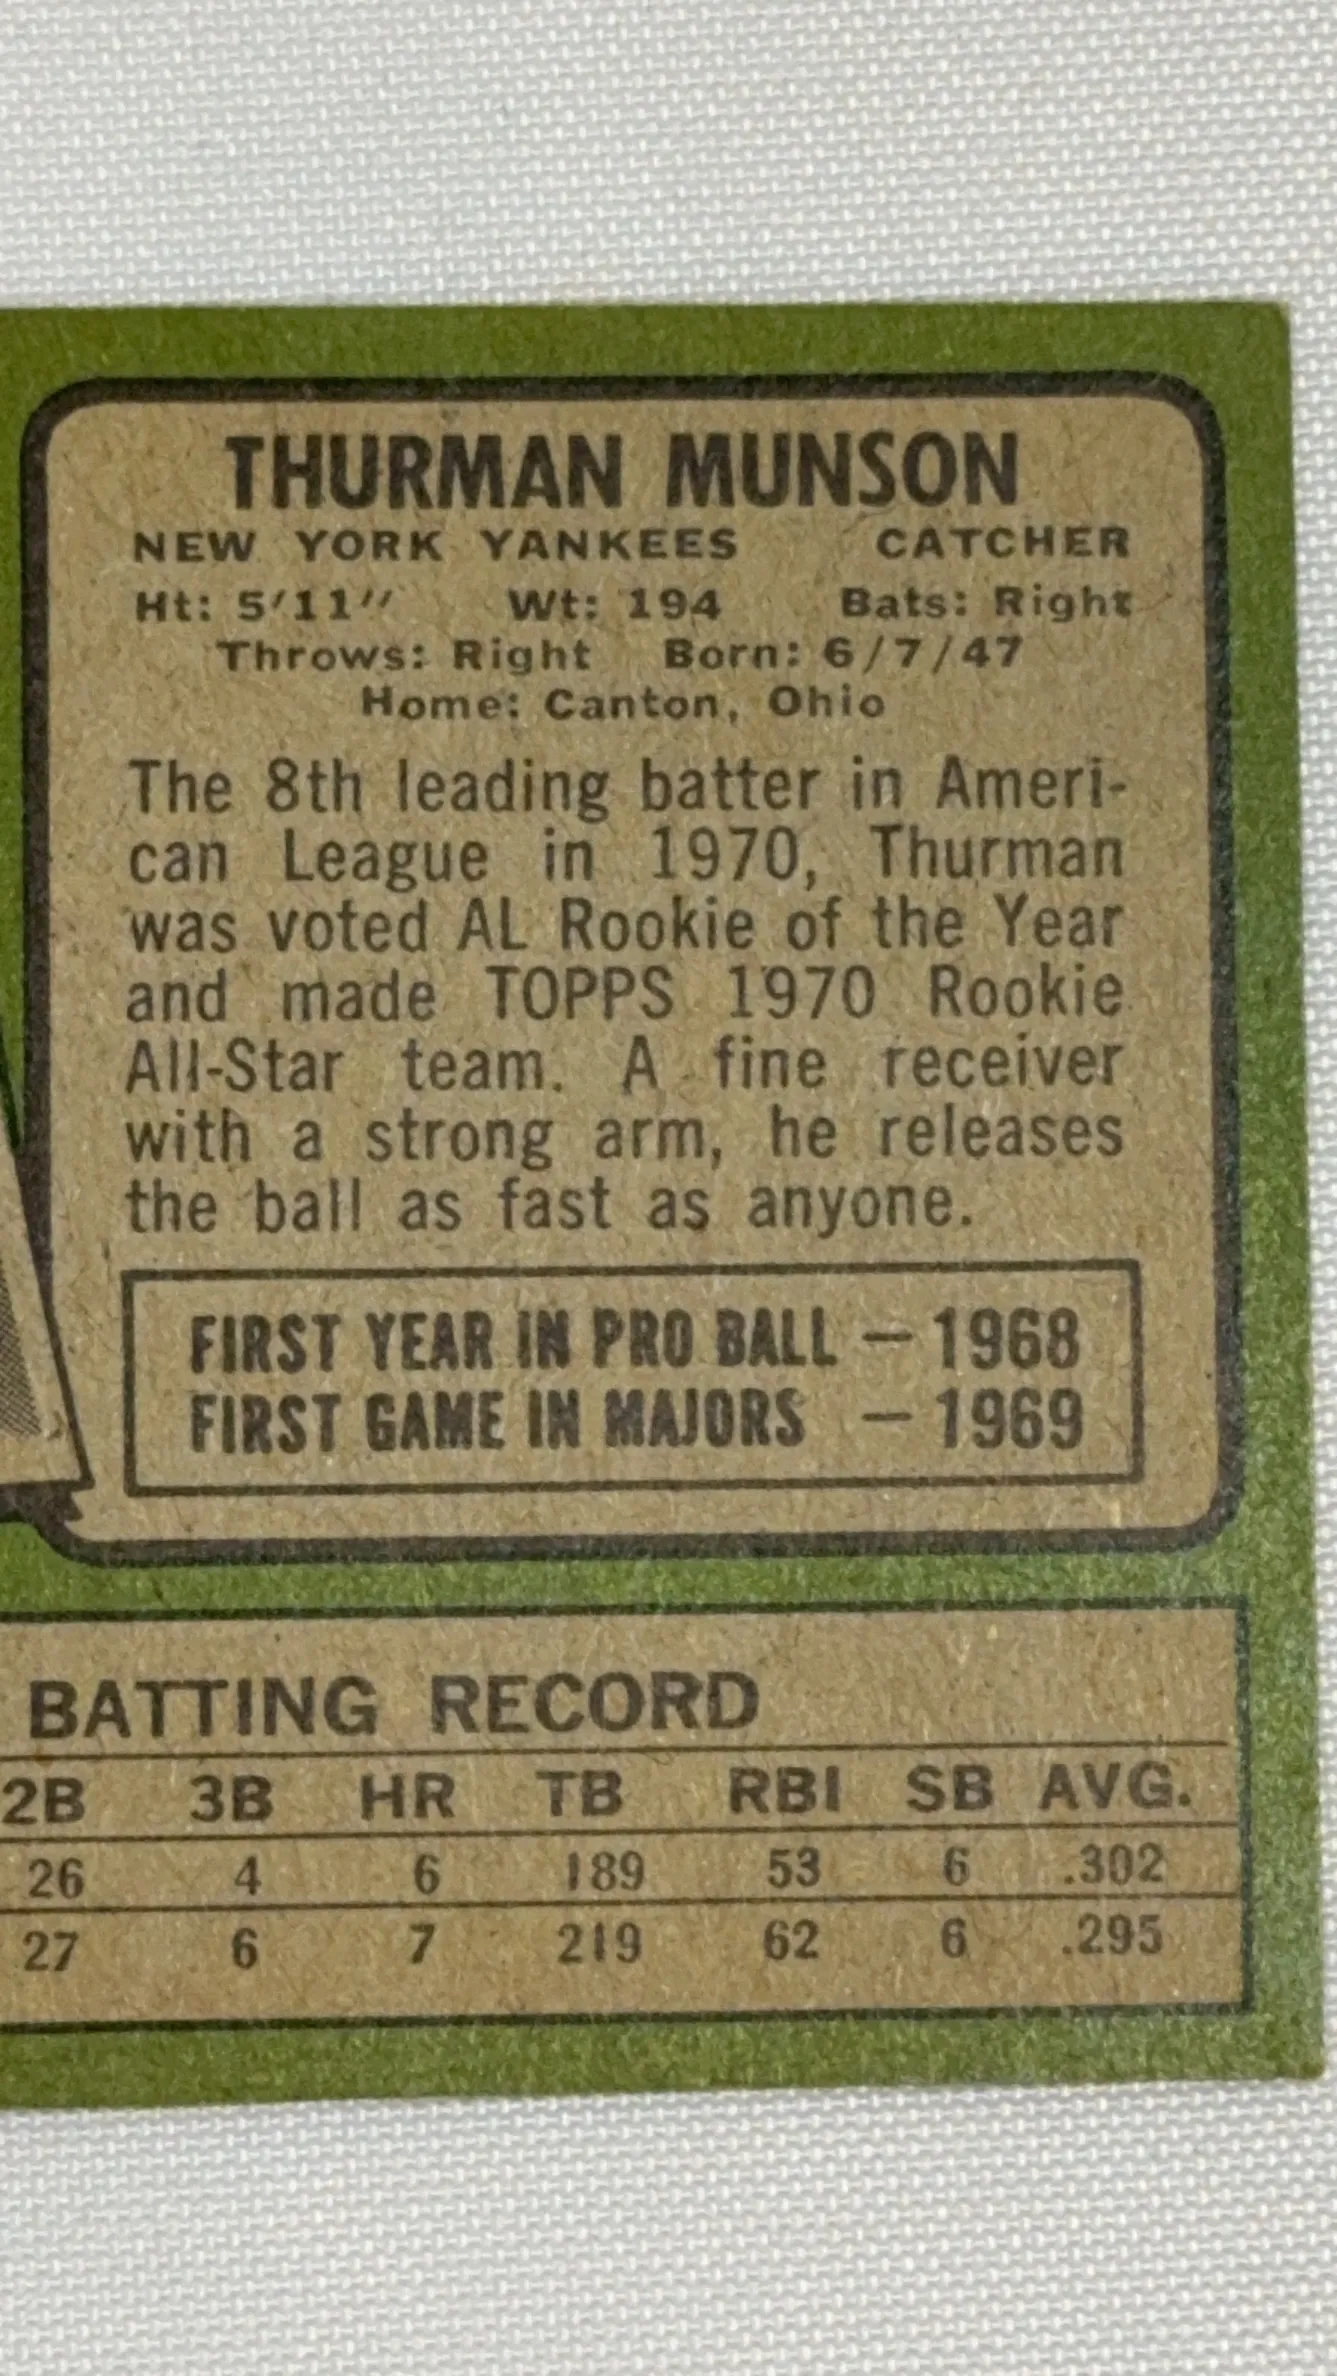 THURMAN MUNSON
NEW YORK YANKEES CATCHER
Ht: 5'11" Wt: 194 Bats: Right
Throws: Right Born: 6/7/47
Home: Canton, Ohio
The 8th leading batter in Ameri-
can League in 1970, Thurman
was voted AL Rookie of the Year
and made TOPPS 1970 Rookie
All-Star team. A fine receiver
with a strong arm, he releases
the ball as fast as anyone.
FIRST YEAR IN PRO BALL — 1968
FIRST GAME IN MAJORS — 1969
BATTING RECORD
2B 3B HR TB RBI SB AVG.
26 4 6 189 53 6 .302
27 6 7 219 62 6 .295